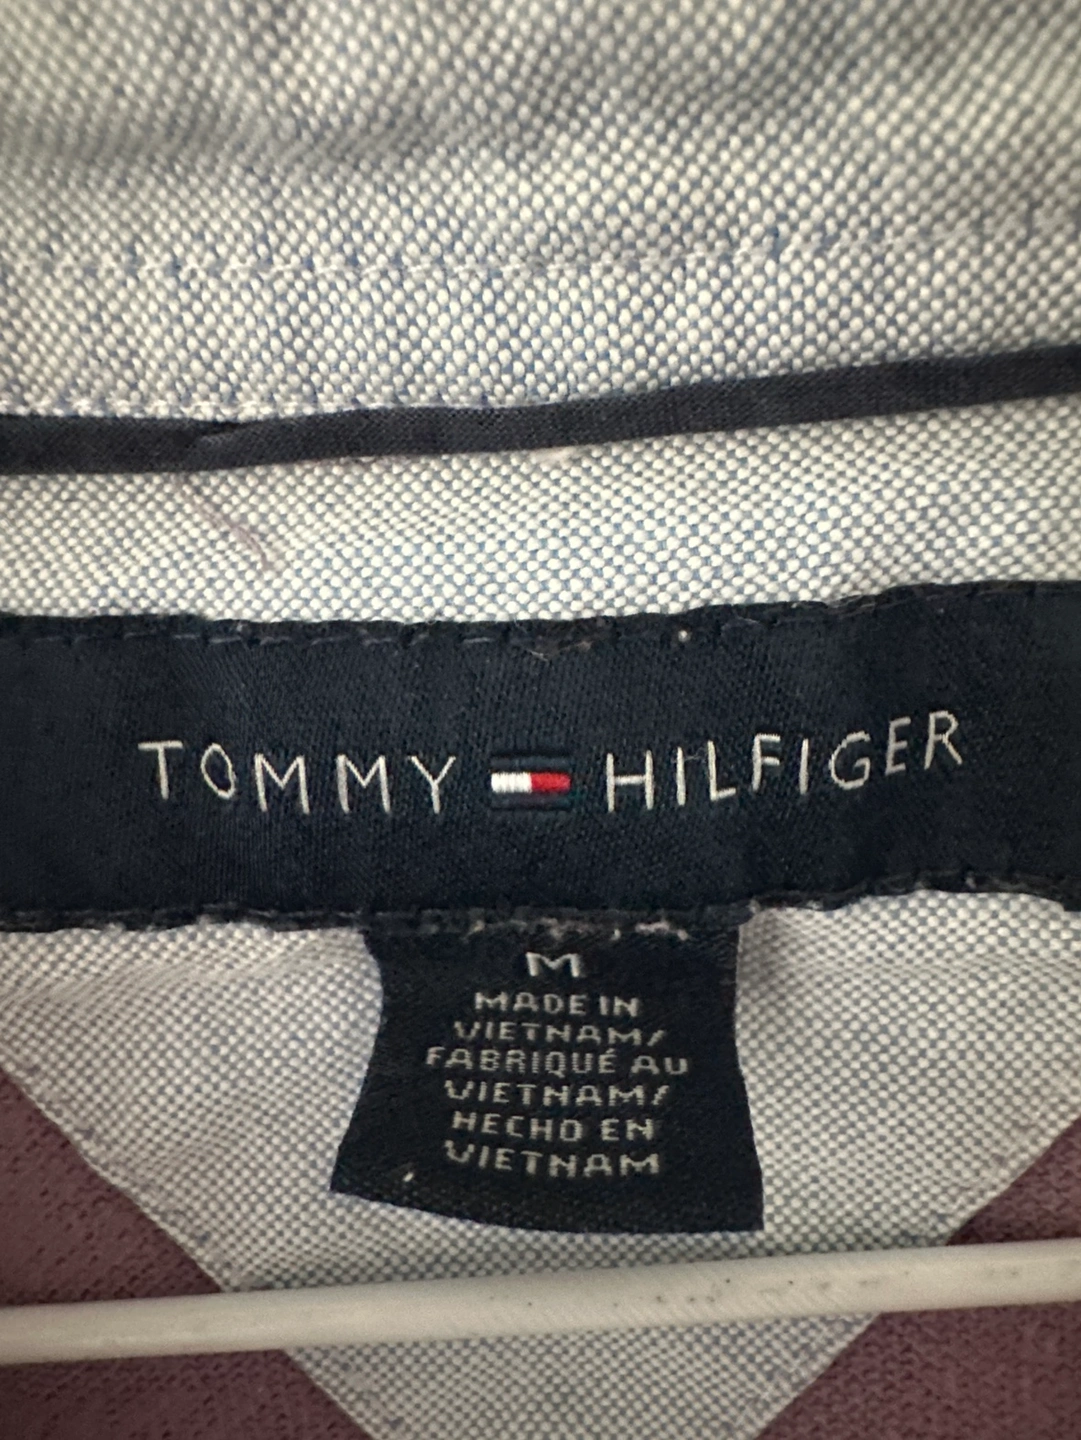 TOMMY HILFIGER
M
MADE IN
VIETNAM/
FABRIQUÉ AU
VIETNAM/
HECHO EN
VIETNAM